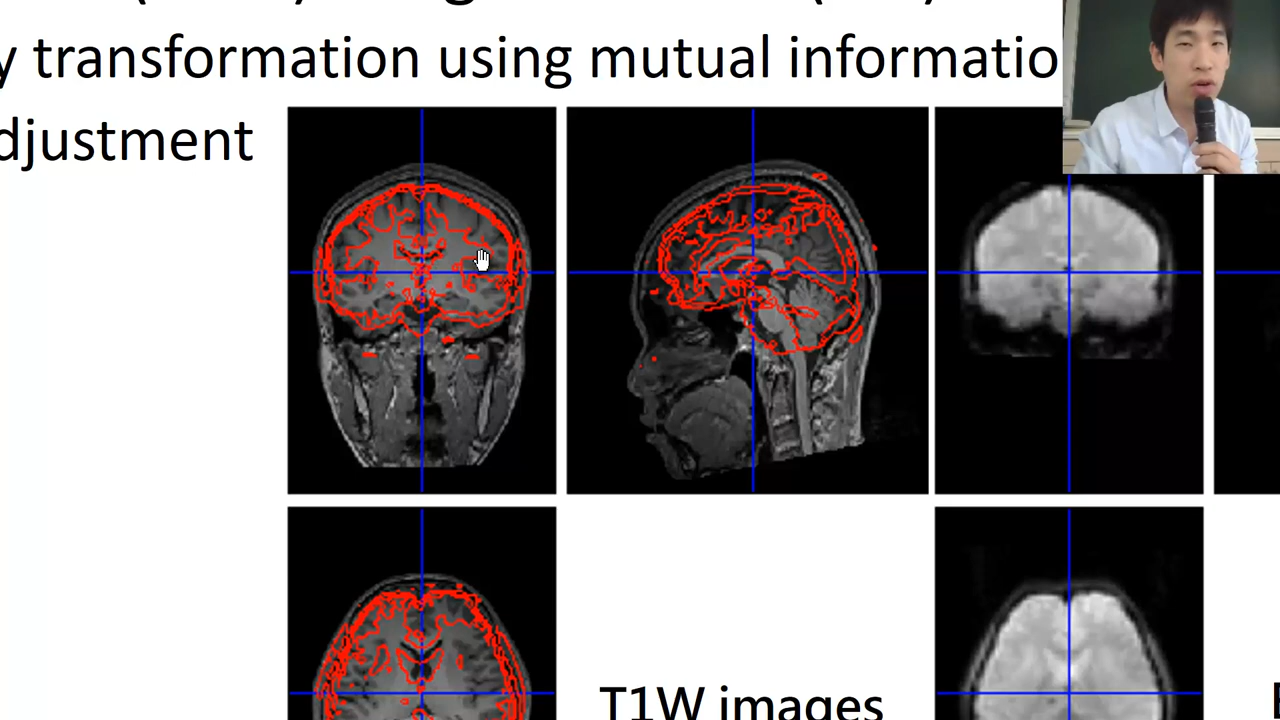 y transformation using mutual informatio
djustment
T1W images